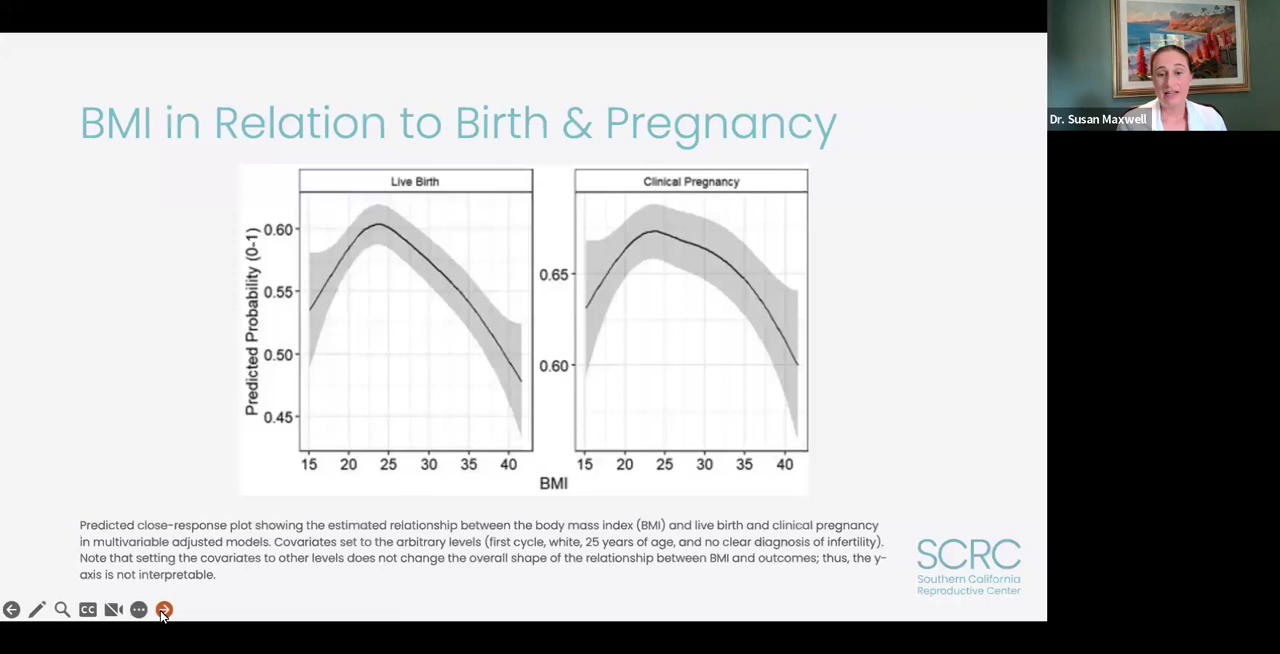 BMI in Relation to Birth & Pregnancy
Dr. Susan Maxwell
Live Birth
Clinical Pregnancy
Predicted Probability (0-1)
0.60
0.55
0.50
0.45
0.65
0.60
15 20 25 30 35 40
15 20 25 30 35 40
BMI
Predicted close-response plot showing the estimated relationship between the body mass index (BMI) and live birth and clinical pregnancy
in multivariable adjusted models. Covariates set to the arbitrary levels (first cycle, white, 25 years of age, and no clear diagnosis of infertility).
Note that setting the covariates to other levels does not change the overall shape of the relationship between BMI and outcomes; thus, the y-
axis is not interpretable.
SCRC
Southern California
Reproductive Center
CC